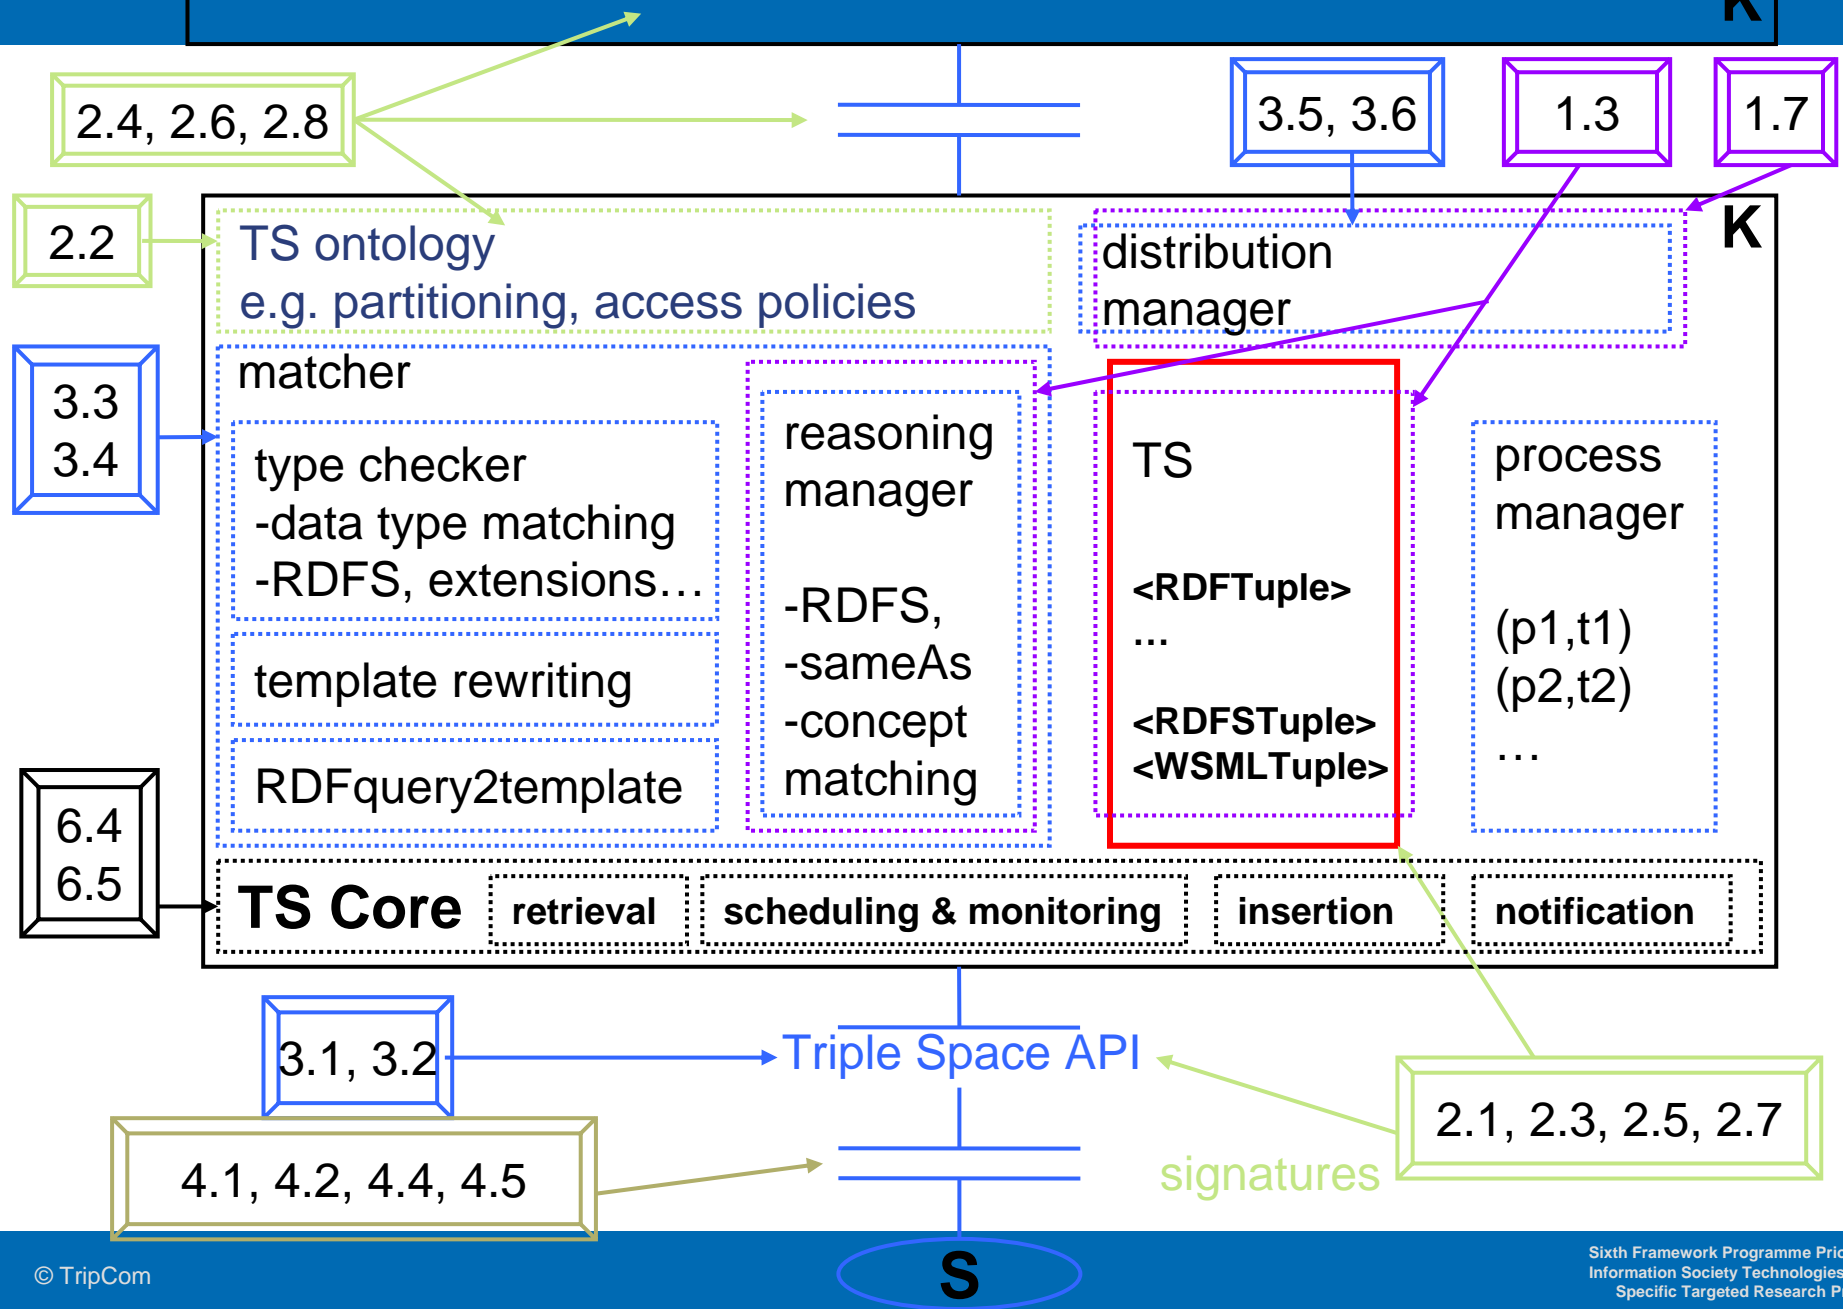 K
2.4, 2.6, 2.8
3.5, 3.6
1.3
1.7
2.2
TS ontology
e.g. partitioning, access policies
distribution
manager
K
3.3
3.4
matcher
type checker
-data type matching
-RDFS, extensions…
template rewriting
RDFquery2template
reasoning
manager
-RDFS,
-sameAs
-concept
matching
TS
<RDFTuple>
...
<RDFSTuple>
<WSMLTuple>
process
manager
(p1,t1)
(p2,t2)
…
6.4
6.5
TS Core
retrieval
scheduling & monitoring
insertion
notification
3.1, 3.2
Triple Space API
2.1, 2.3, 2.5, 2.7
4.1, 4.2, 4.4, 4.5
signatures
© TripCom
S
Sixth Framework Programme
Information Society Technologies
Specific Targeted Research